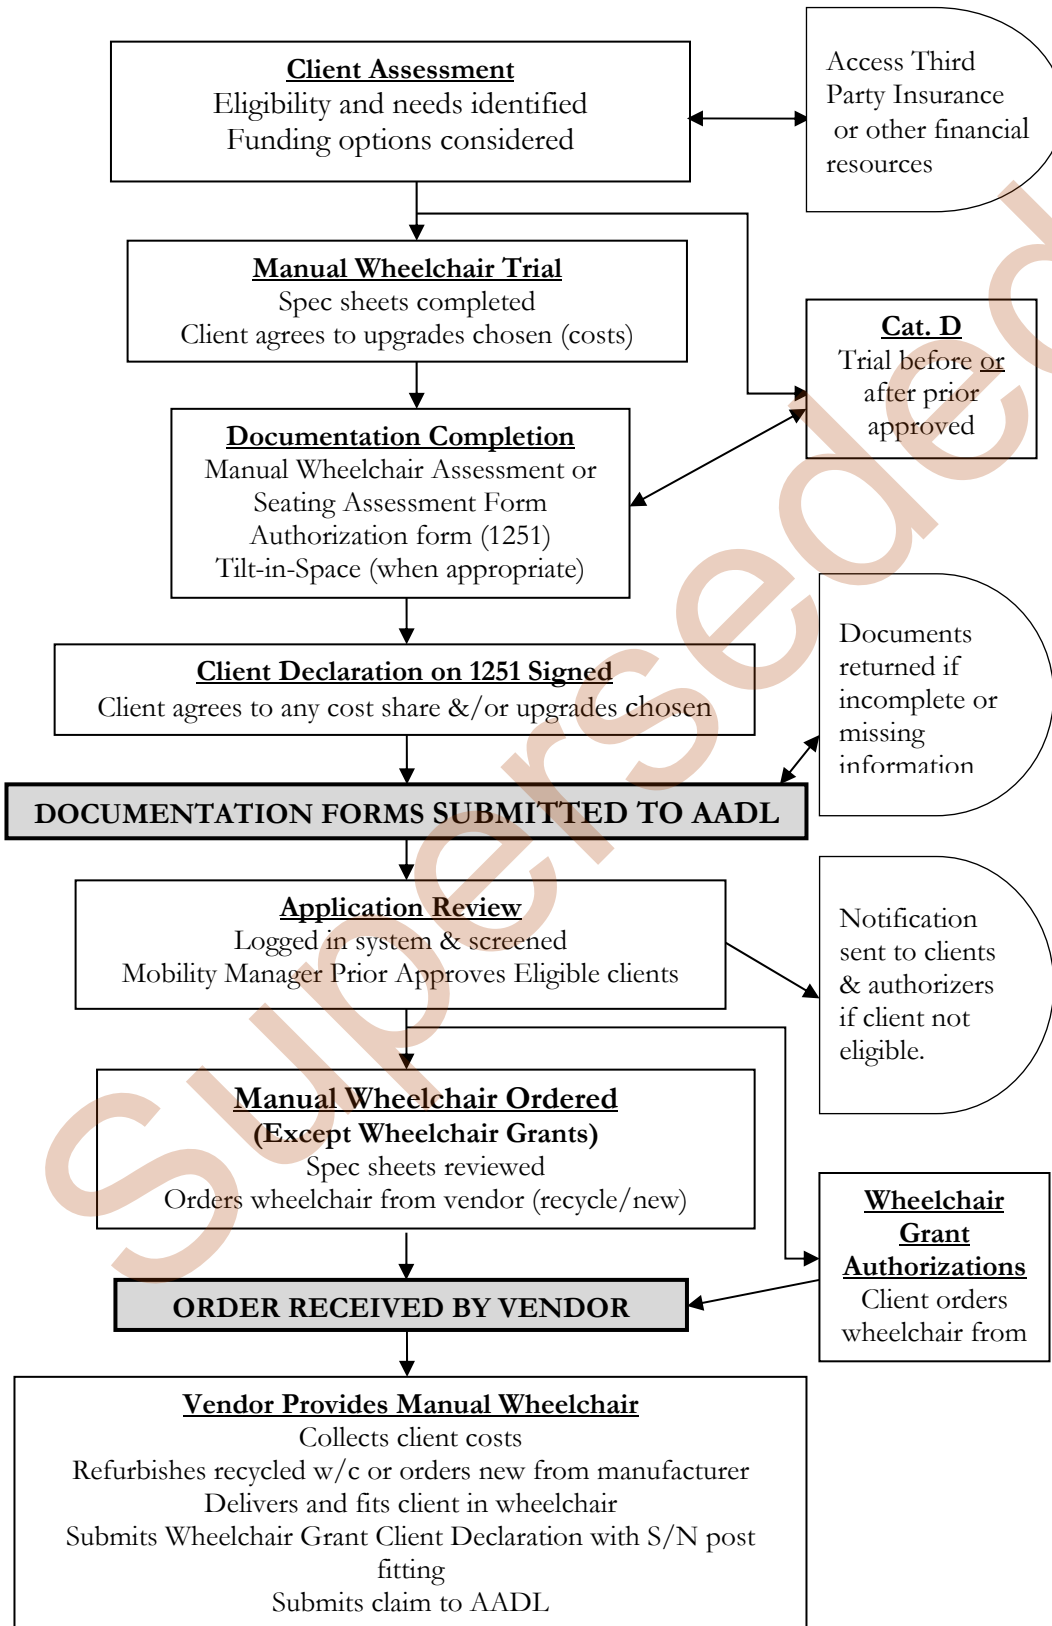 Client Assessment
Eligibility and needs identified
Funding options considered
Access Third
Party Insurance
or other financial
resources
Manual Wheelchair Trial
Spec sheets completed
Client agrees to upgrades chosen (costs)
Cat. D
Trial before or
after prior
approved
Documentation Completion
Manual Wheelchair Assessment or
Seating Assessment Form
Authorization form (1251)
Tilt-in-Space (when appropriate)
Client Declaration on 1251 Signed
Client agrees to any cost share &/or upgrades chosen
Documents
returned if
incomplete or
missing
information
DOCUMENTATION FORMS SUBMITTED TO AADL
Application Review
Logged in system & screened
Mobility Manager Prior Approves Eligible clients
Notification
sent to clients
& authorizers
if client not
eligible.
Manual Wheelchair Ordered
(Except Wheelchair Grants)
Spec sheets reviewed
Orders wheelchair from vendor (recycle/new)
Wheelchair
Grant
Authorizations
Client orders
wheelchair from
ORDER RECEIVED BY VENDOR
Vendor Provides Manual Wheelchair
Collects client costs
Refurbishes recycled w/c or orders new from manufacturer
Delivers and fits client in wheelchair
Submits Wheelchair Grant Client Declaration with S/N post
fitting
Submits claim to AADL
Superseded